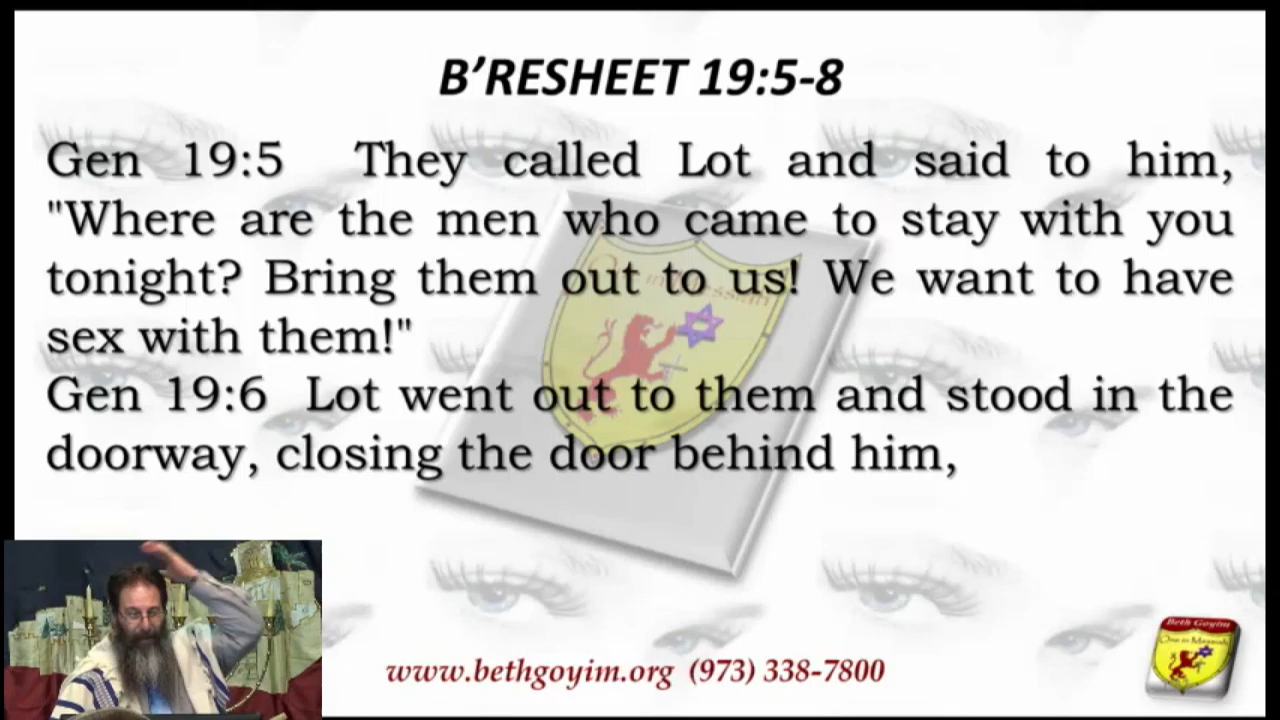 B'RESHEET 19:5-8
Gen 19:5 They called Lot and said to him,
"Where are the men who came to stay with you
tonight? Bring them out to us! We want to have
sex with them!"
Gen 19:6 Lot went out to them and stood in the
doorway, closing the door behind him,
www.bethgoyim.org (973) 338-7800
Beth Goyim
One in Messiah